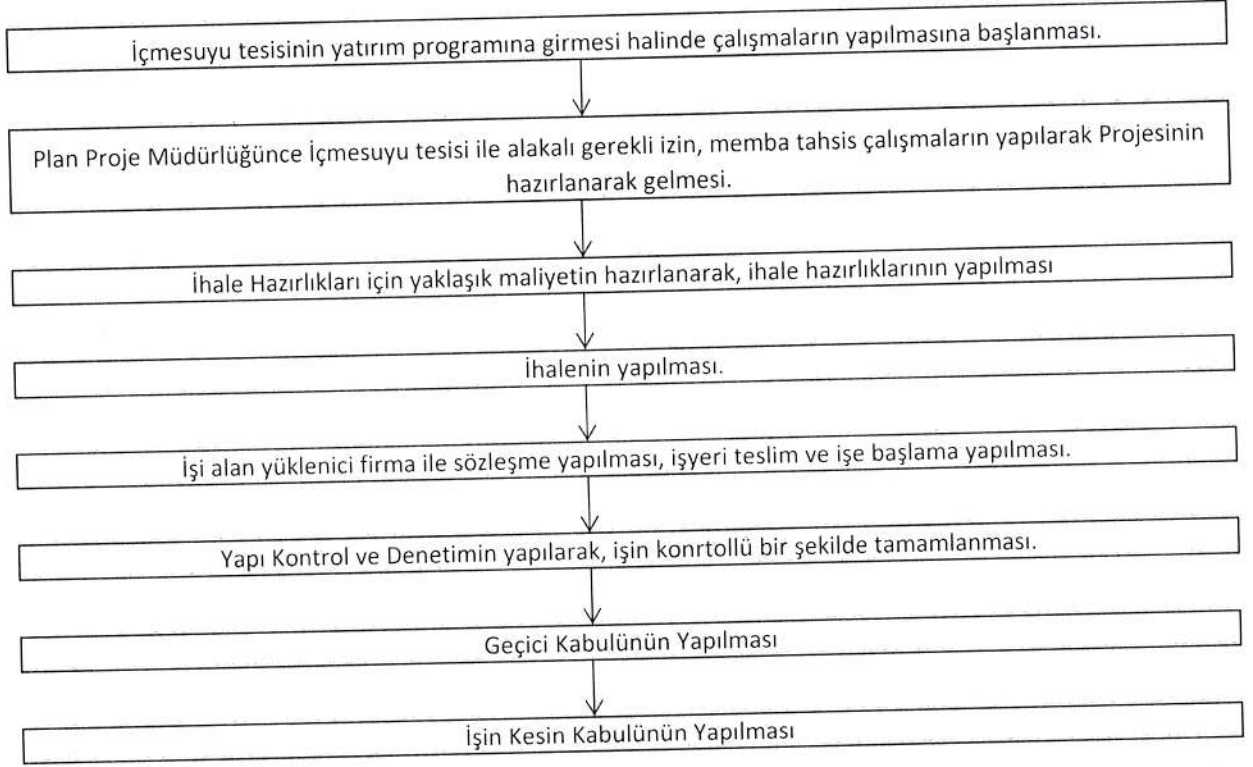 İçmesuyu tesisinin yatırım programına girmesi halinde çalışmaların yapılmasına başlanması.
Plan Proje Müdürlüğünce İçmesuyu tesisi ile alakalı gerekli izin, memba tahsis çalışmaların yapılarak Projesinin
hazırlanarak gelmesi.
İhale Hazırlıkları için yaklaşık maliyetin hazırlanarak, ihale hazırlıklarının yapılması
İhalenin yapılması.
İşi alan yüklenici firma ile sözleşme yapılması, işyeri teslim ve işe başlama yapılması.
Yapı Kontrol ve Denetimin yapılarak, işin konrtollü bir şekilde tamamlanması.
Geçici Kabulünün Yapılması
İşin Kesin Kabulünün Yapılması